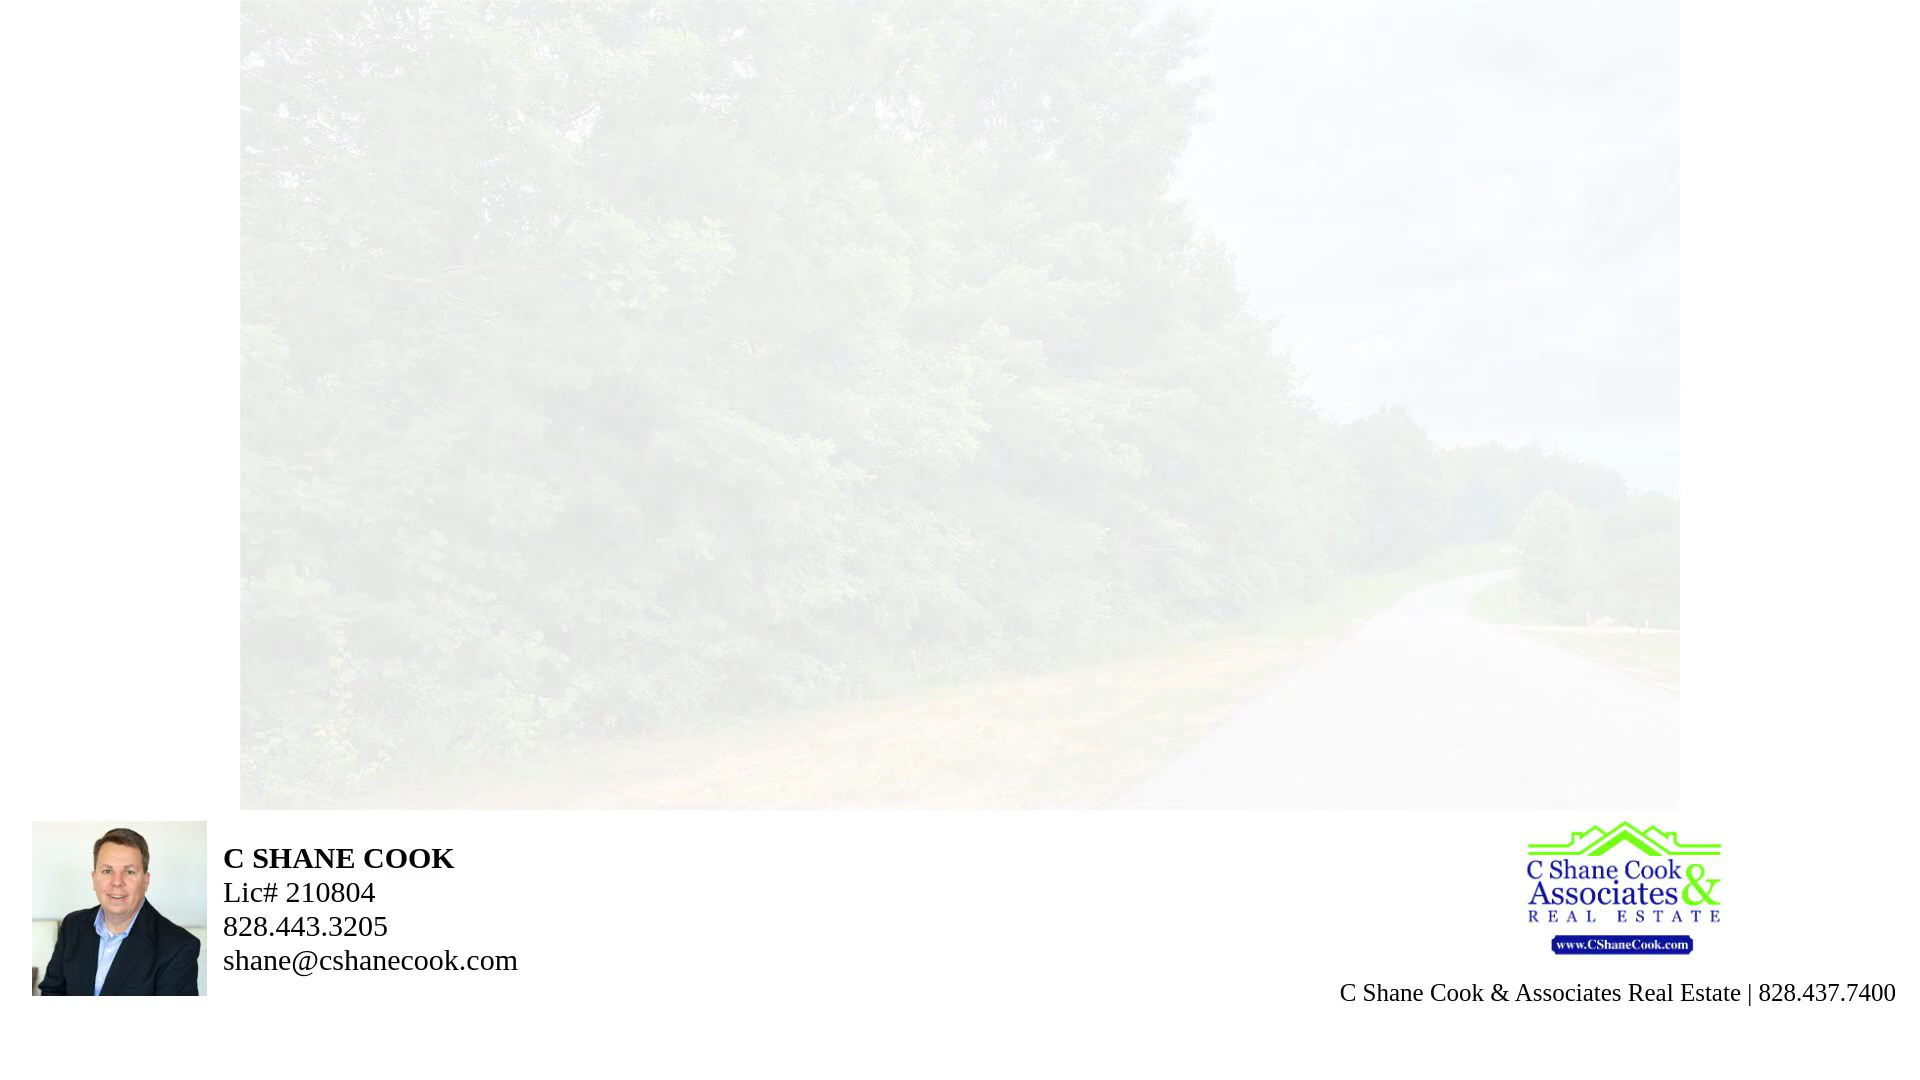 C SHANE COOK
Lic# 210804
828.443.3205
shane@cshanecook.com
C Shane Cook
Associates &
REAL ESTATE
www.CShaneCook.com
C Shane Cook & Associates Real Estate | 828.437.7400